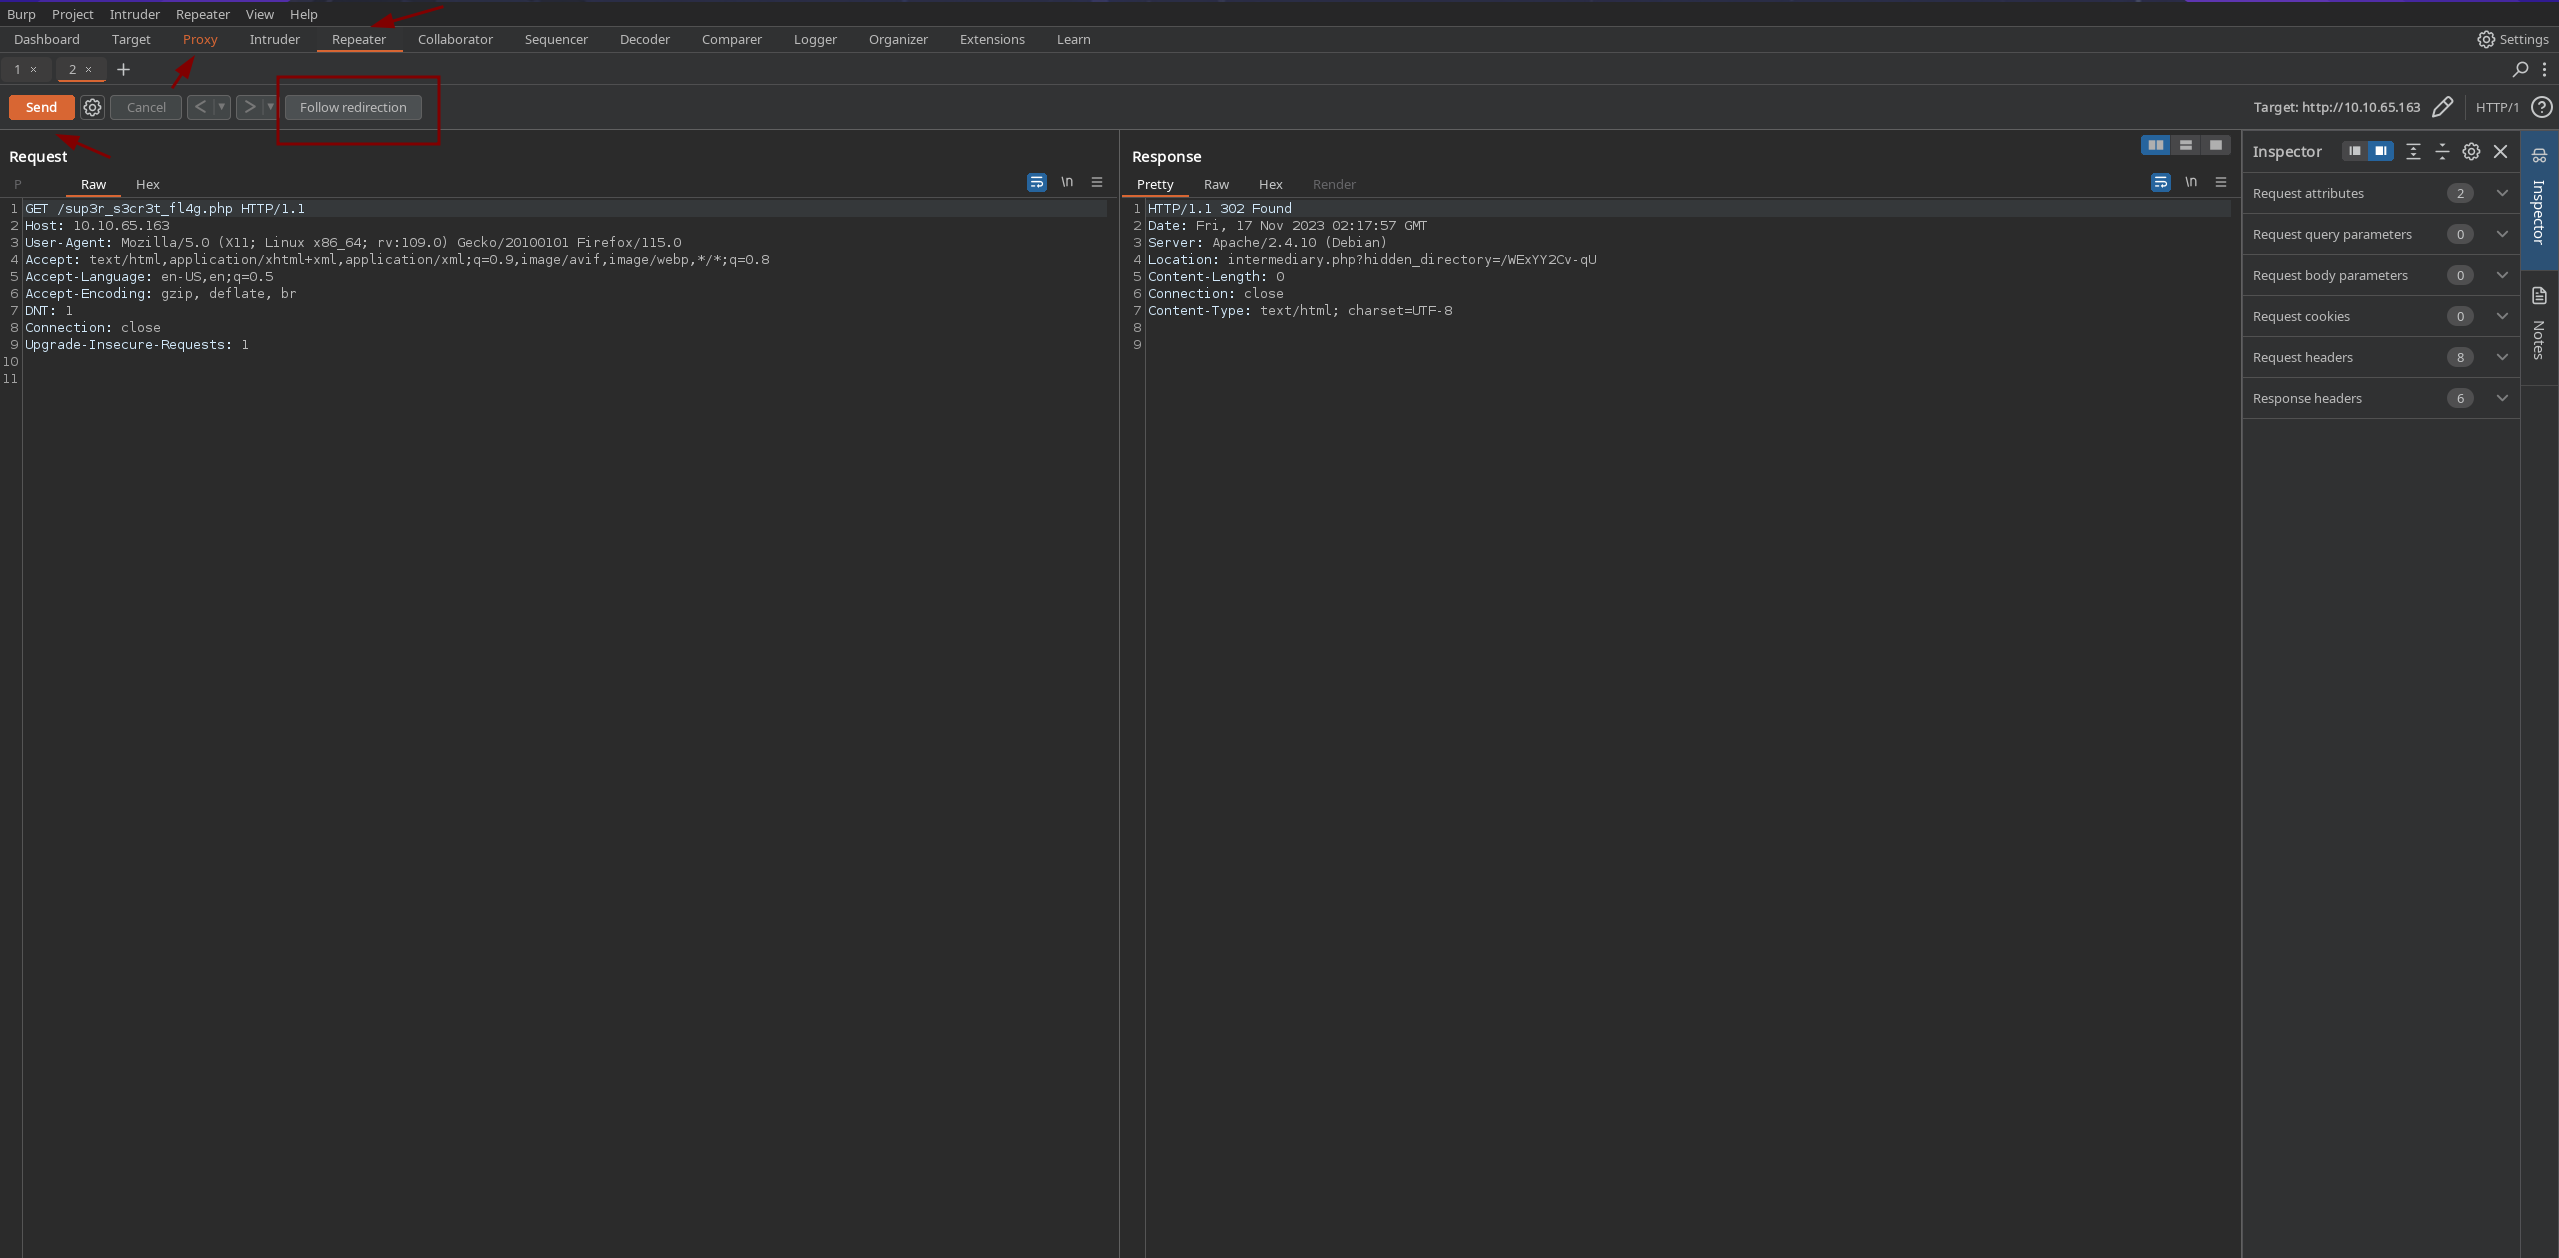 Burp Project Intruder Repeater View Help
Dashboard Target Proxy Intruder Repeater Collaborator Sequencer Decoder Comparer Logger Organizer Extensions Learn Settings
1 × 2 × +
Send Cancel < > Follow redirection Target: http://10.10.65.163 HTTP/1
Request
P Raw Hex \n
1 GET /sup3r_s3cr3t_fl4g.php HTTP/1.1
2 Host: 10.10.65.163
3 User-Agent: Mozilla/5.0 (X11; Linux x86_64; rv:109.0) Gecko/20100101 Firefox/115.0
4 Accept: text/html,application/xhtml+xml,application/xml;q=0.9,image/avif,image/webp,*/*;q=0.8
5 Accept-Language: en-US,en;q=0.5
6 Accept-Encoding: gzip, deflate, br
7 DNT: 1
8 Connection: close
9 Upgrade-Insecure-Requests: 1
10
11
Response
Pretty Raw Hex Render \n
1 HTTP/1.1 302 Found
2 Date: Fri, 17 Nov 2023 02:17:57 GMT
3 Server: Apache/2.4.10 (Debian)
4 Location: intermediary.php?hidden_directory=/WExYY2Cv-qU
5 Content-Length: 0
6 Connection: close
7 Content-Type: text/html; charset=UTF-8
8
9
Inspector
Request attributes 2
Request query parameters 0
Request body parameters 0
Request cookies 0
Request headers 8
Response headers 6
Inspector
Notes